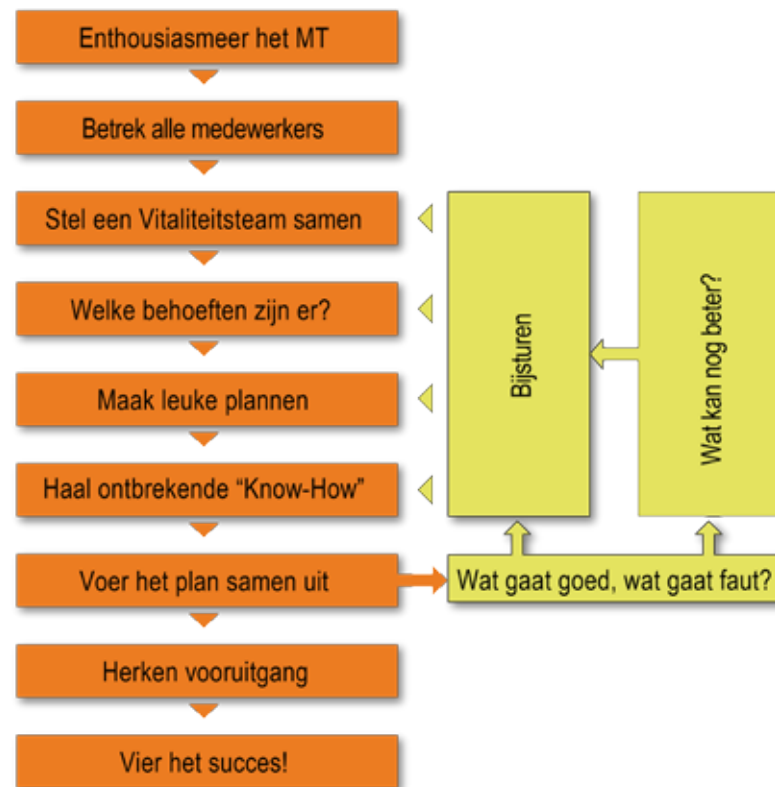 Enthousiasmeer het MT
Betrek alle medewerkers
Stel een Vitaliteitsteam samen
Welke behoeften zijn er?
Maak leuke plannen
Haal ontbrekende “Know-How”
Voer het plan samen uit
Herken vooruitgang
Vier het succes!
Wat gaat goed, wat gaat faut?
Bijsturen
Wat kan nog beter?